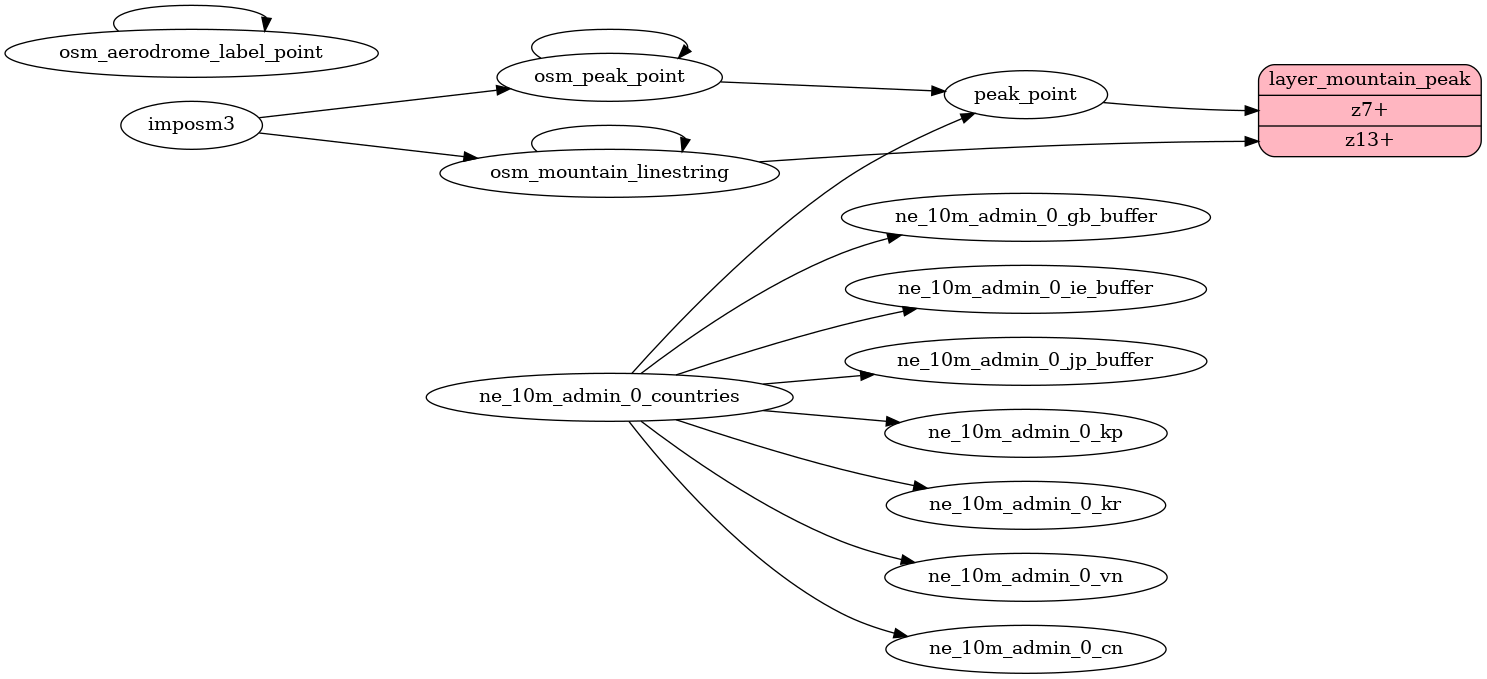 osm_aerodrome_label_point
imposm3
osm_peak_point
osm_mountain_linestring
peak_point
layer_mountain_peak
z7+
z13+
ne_10m_admin_0_countries
ne_10m_admin_0_gb_buffer
ne_10m_admin_0_ie_buffer
ne_10m_admin_0_jp_buffer
ne_10m_admin_0_kp
ne_10m_admin_0_kr
ne_10m_admin_0_vn
ne_10m_admin_0_cn